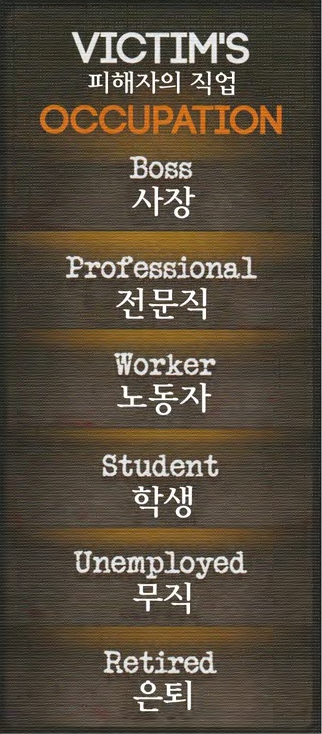 VICTIM'S
피해자의 직업
OCCUPATION
Boss
사장
Professional
전문직
Worker
노동자
Student
학생
Unemployed
무직
Retired
은퇴